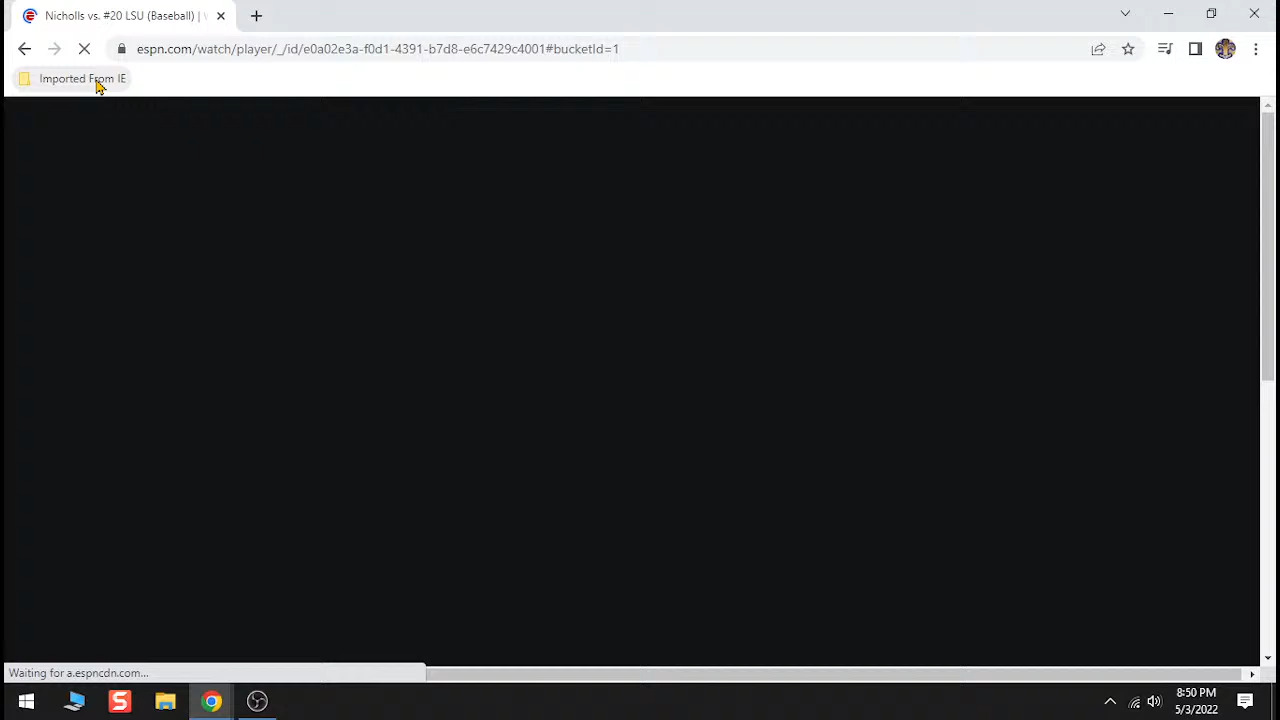 Nicholls vs. #20 LSU (Baseball) |
espn.com/watch/player/_/id/e0a02e3a-f0d1-4391-b7d8-e6c7429c4001#bucketId=1
Imported From IE
Waiting for a.espncdn.com...
S
8:50 PM
5/3/2022